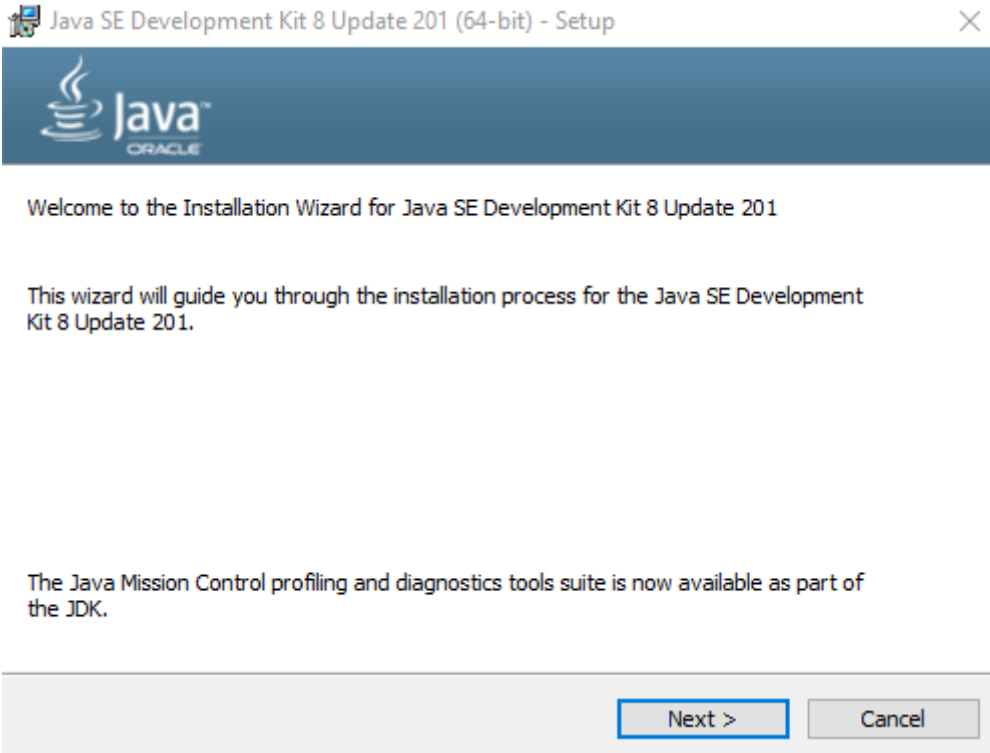 Java SE Development Kit 8 Update 201 (64-bit) - Setup
Java™
ORACLE
Welcome to the Installation Wizard for Java SE Development Kit 8 Update 201
This wizard will guide you through the installation process for the Java SE Development
Kit 8 Update 201.
The Java Mission Control profiling and diagnostics tools suite is now available as part of
the JDK.
Next >
Cancel